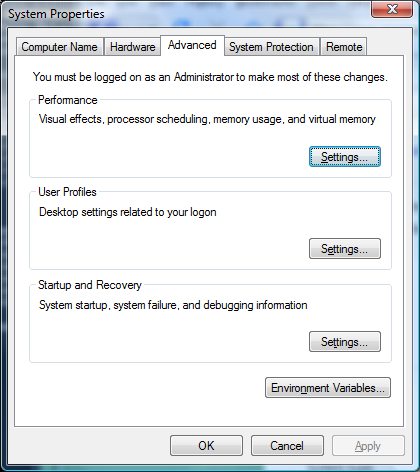 System Properties
Computer Name Hardware Advanced System Protection Remote
You must be logged on as an Administrator to make most of these changes.
Performance
Visual effects, processor scheduling, memory usage, and virtual memory
Settings...
User Profiles
Desktop settings related to your logon
Settings...
Startup and Recovery
System startup, system failure, and debugging information
Settings...
Environment Variables...
OK Cancel Apply